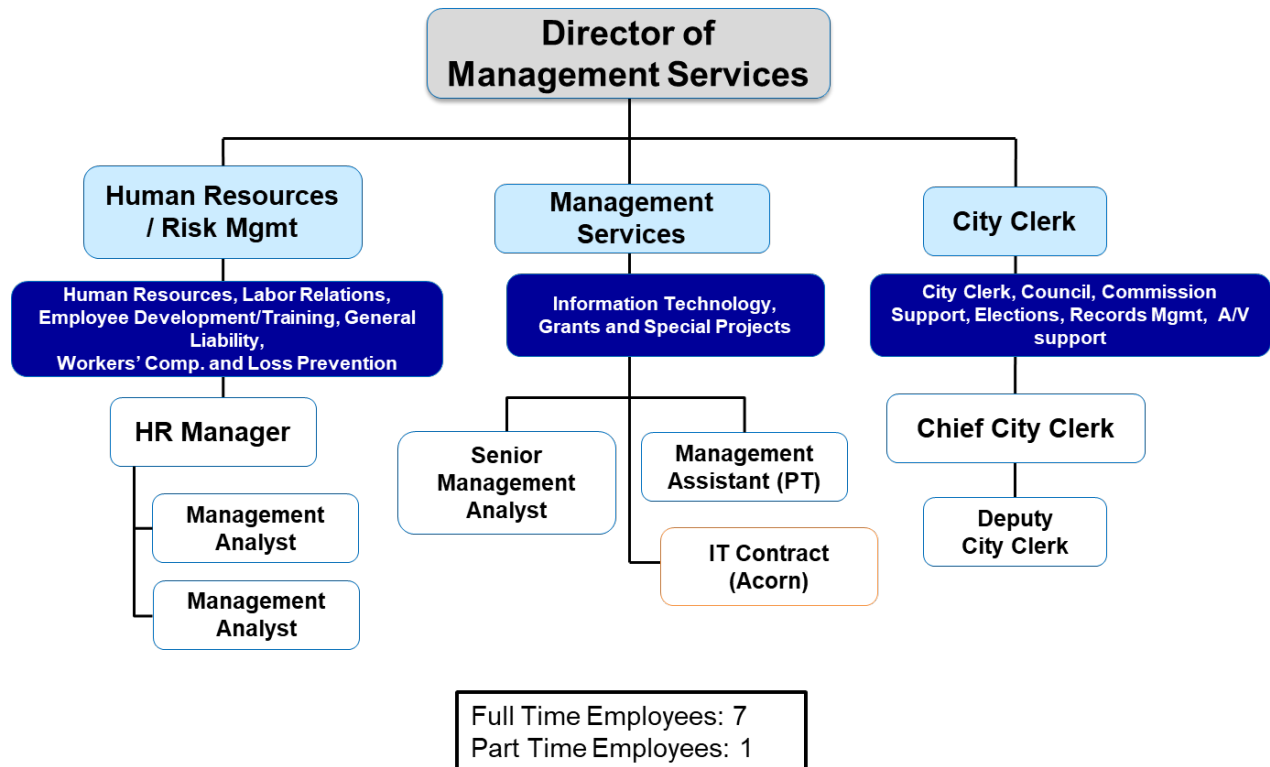 Director of
Management Services
Human Resources
/ Risk Mgmt
Management
Services
City Clerk
Human Resources, Labor Relations,
Employee Development/Training, General
Liability,
Workers’ Comp. and Loss Prevention
Information Technology,
Grants and Special Projects
City Clerk, Council, Commission
Support, Elections, Records Mgmt, A/V
support
HR Manager
Management
Analyst
Management
Analyst
Senior
Management
Analyst
Management
Assistant (PT)
IT Contract
(Acorn)
Chief City Clerk
Deputy
City Clerk
Full Time Employees: 7
Part Time Employees: 1